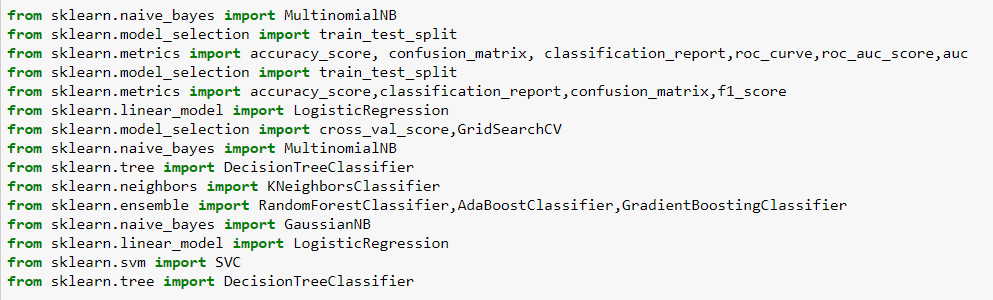 from sklearn.naive_bayes import MultinomialNB
from sklearn.model_selection import train_test_split
from sklearn.metrics import accuracy_score, confusion_matrix, classification_report,roc_curve,roc_auc_score,auc
from sklearn.model_selection import train_test_split
from sklearn.metrics import accuracy_score,classification_report,confusion_matrix,f1_score
from sklearn.linear_model import LogisticRegression
from sklearn.model_selection import cross_val_score,GridSearchCV
from sklearn.naive_bayes import MultinomialNB
from sklearn.tree import DecisionTreeClassifier
from sklearn.neighbors import KNeighborsClassifier
from sklearn.ensemble import RandomForestClassifier,AdaBoostClassifier,GradientBoostingClassifier
from sklearn.naive_bayes import GaussianNB
from sklearn.linear_model import LogisticRegression
from sklearn.svm import SVC
from sklearn.tree import DecisionTreeClassifier